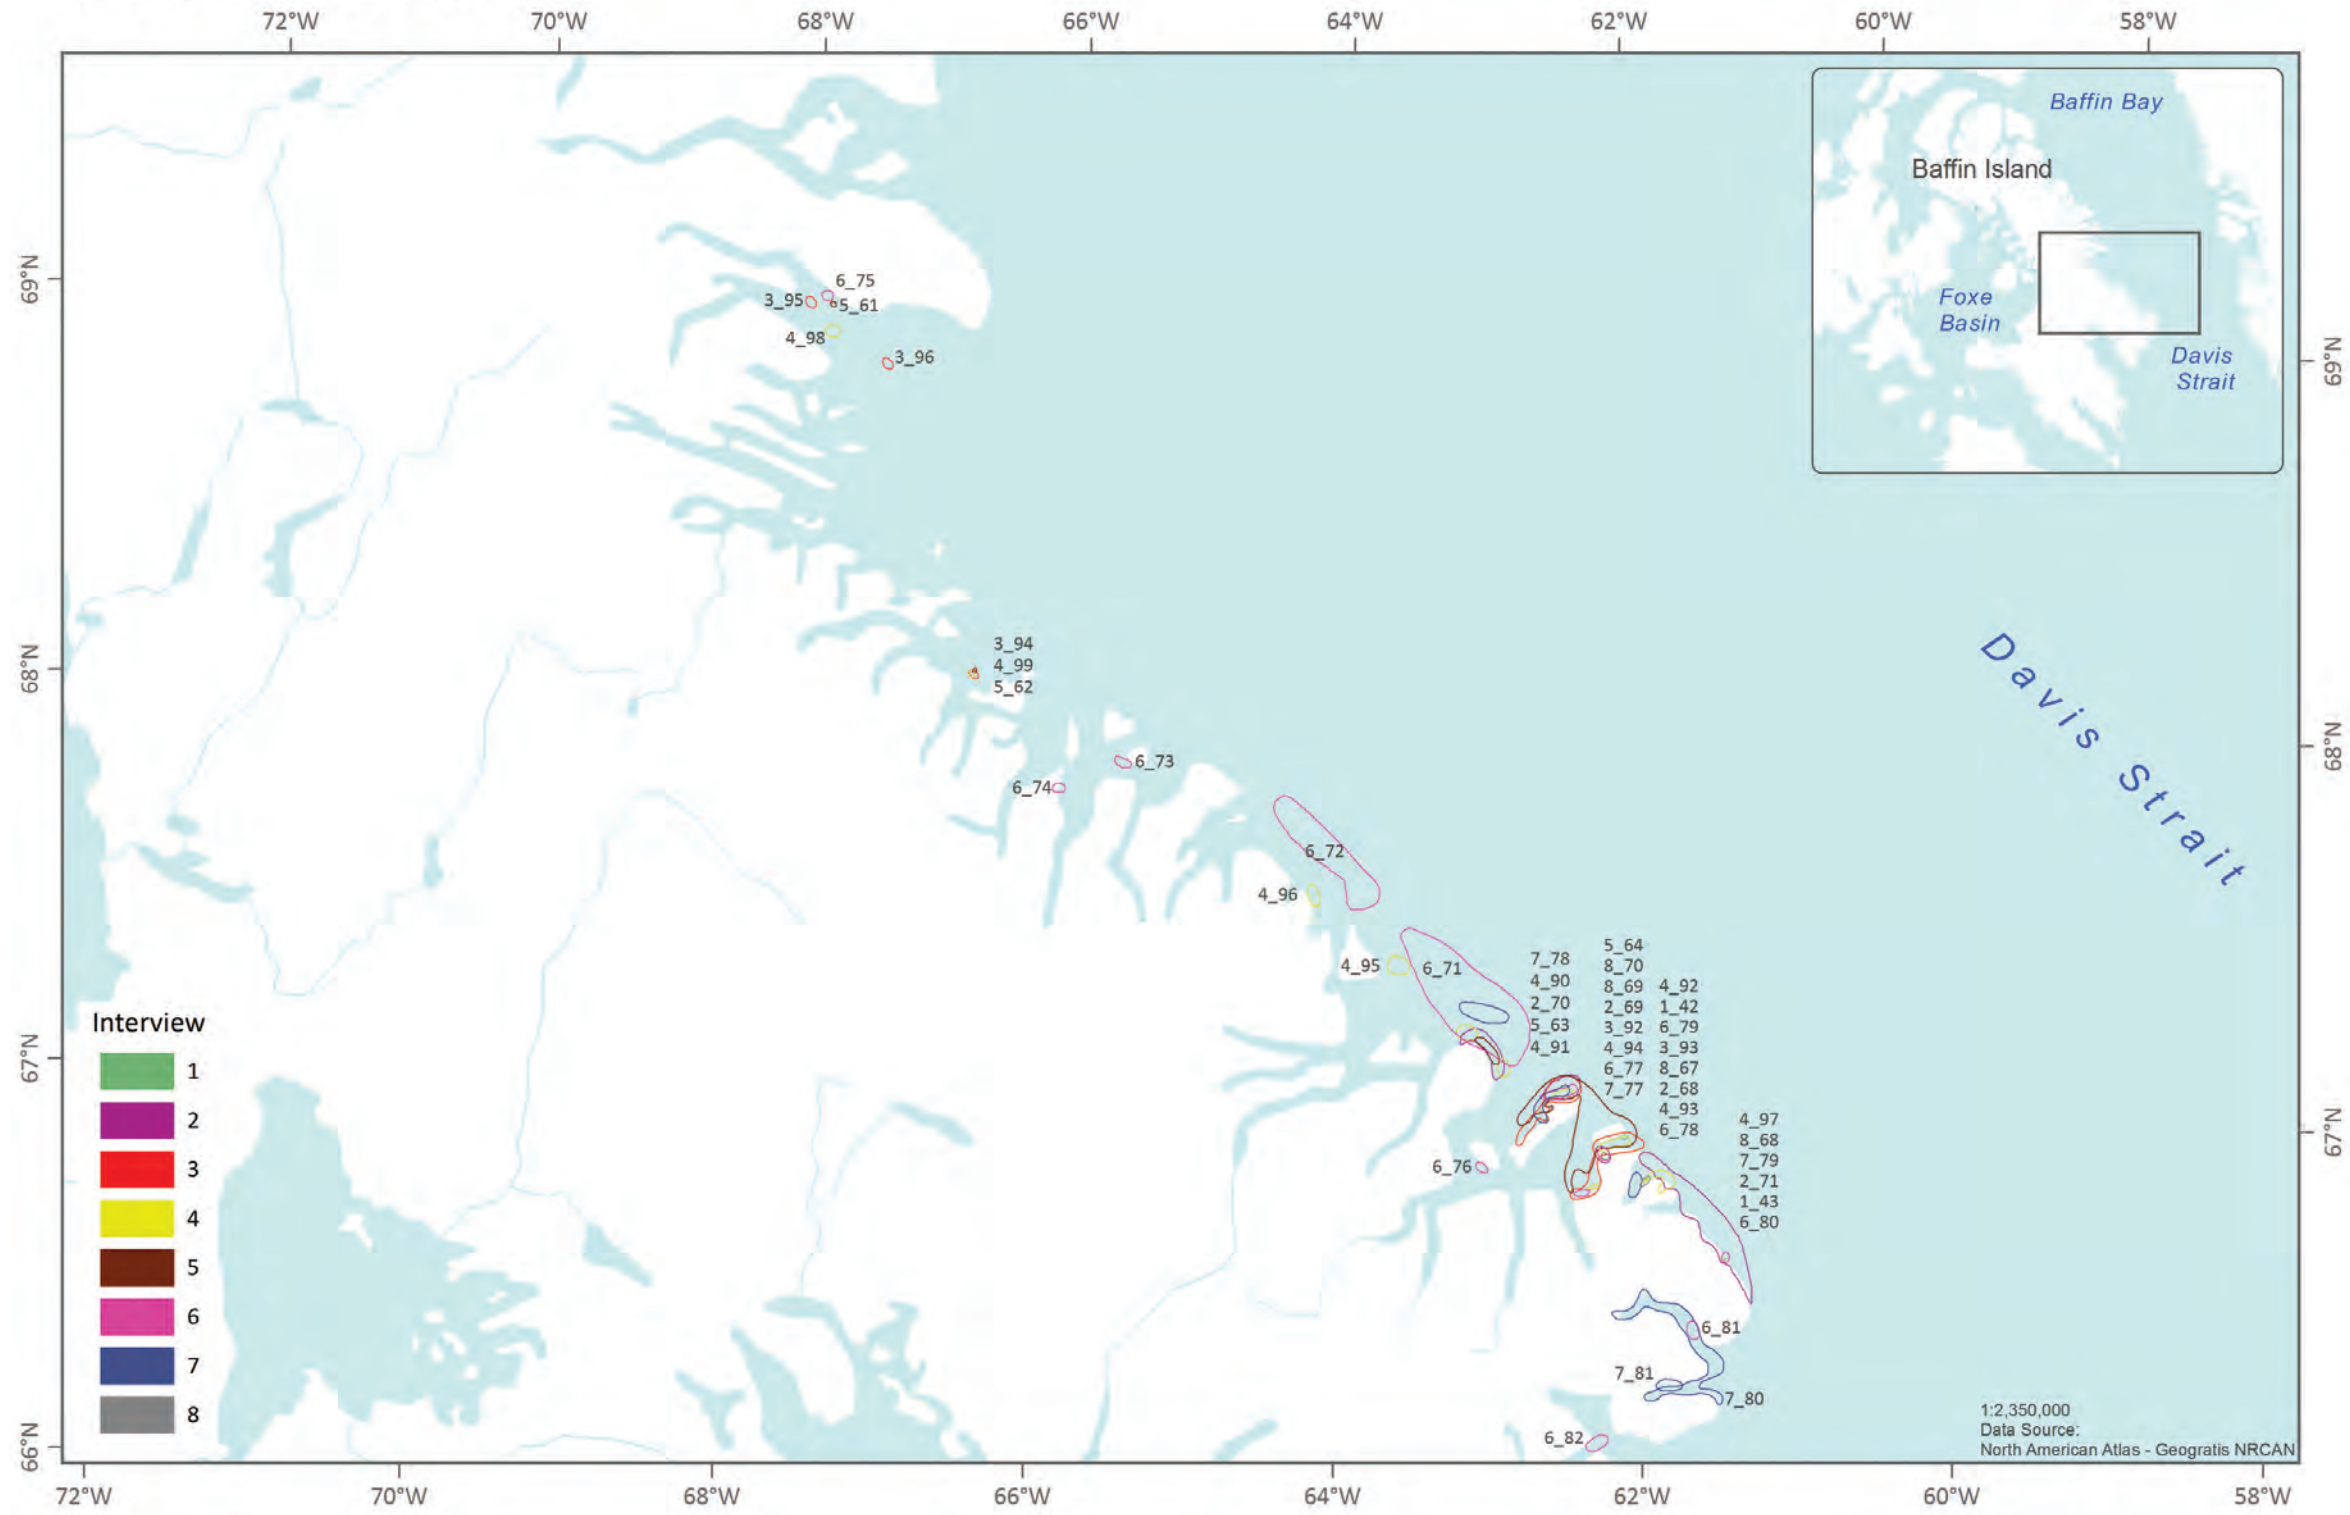 72°W 70°W 68°W 66°W 64°W 62°W 60°W 58°W
Baffin Bay
Baffin Island
Foxe
Basin
Davis
Strait
69°N
69°N
68°N
68°N
67°N
67°N
66°N
6_75
3_95
5_61
4_98
3_96
3_94
4_99
5_62
6_73
6_74
6_72
4_96
4_95
6_71
7_78
4_90
2_70
5_63
4_91
5_64
8_70
8_69
2_69
3_92
4_94
6_77
7_77
4_92
1_42
6_79
3_93
8_67
2_68
4_93
6_78
4_97
8_68
7_79
2_71
1_43
6_80
6_76
6_81
7_81
7_80
6_82
Davis Strait
Interview
1
2
3
4
5
6
7
8
1:2,350,000
Data Source:
North American Atlas - Geogratis NRCAN
72°W 70°W 68°W 66°W 64°W 62°W 60°W 58°W